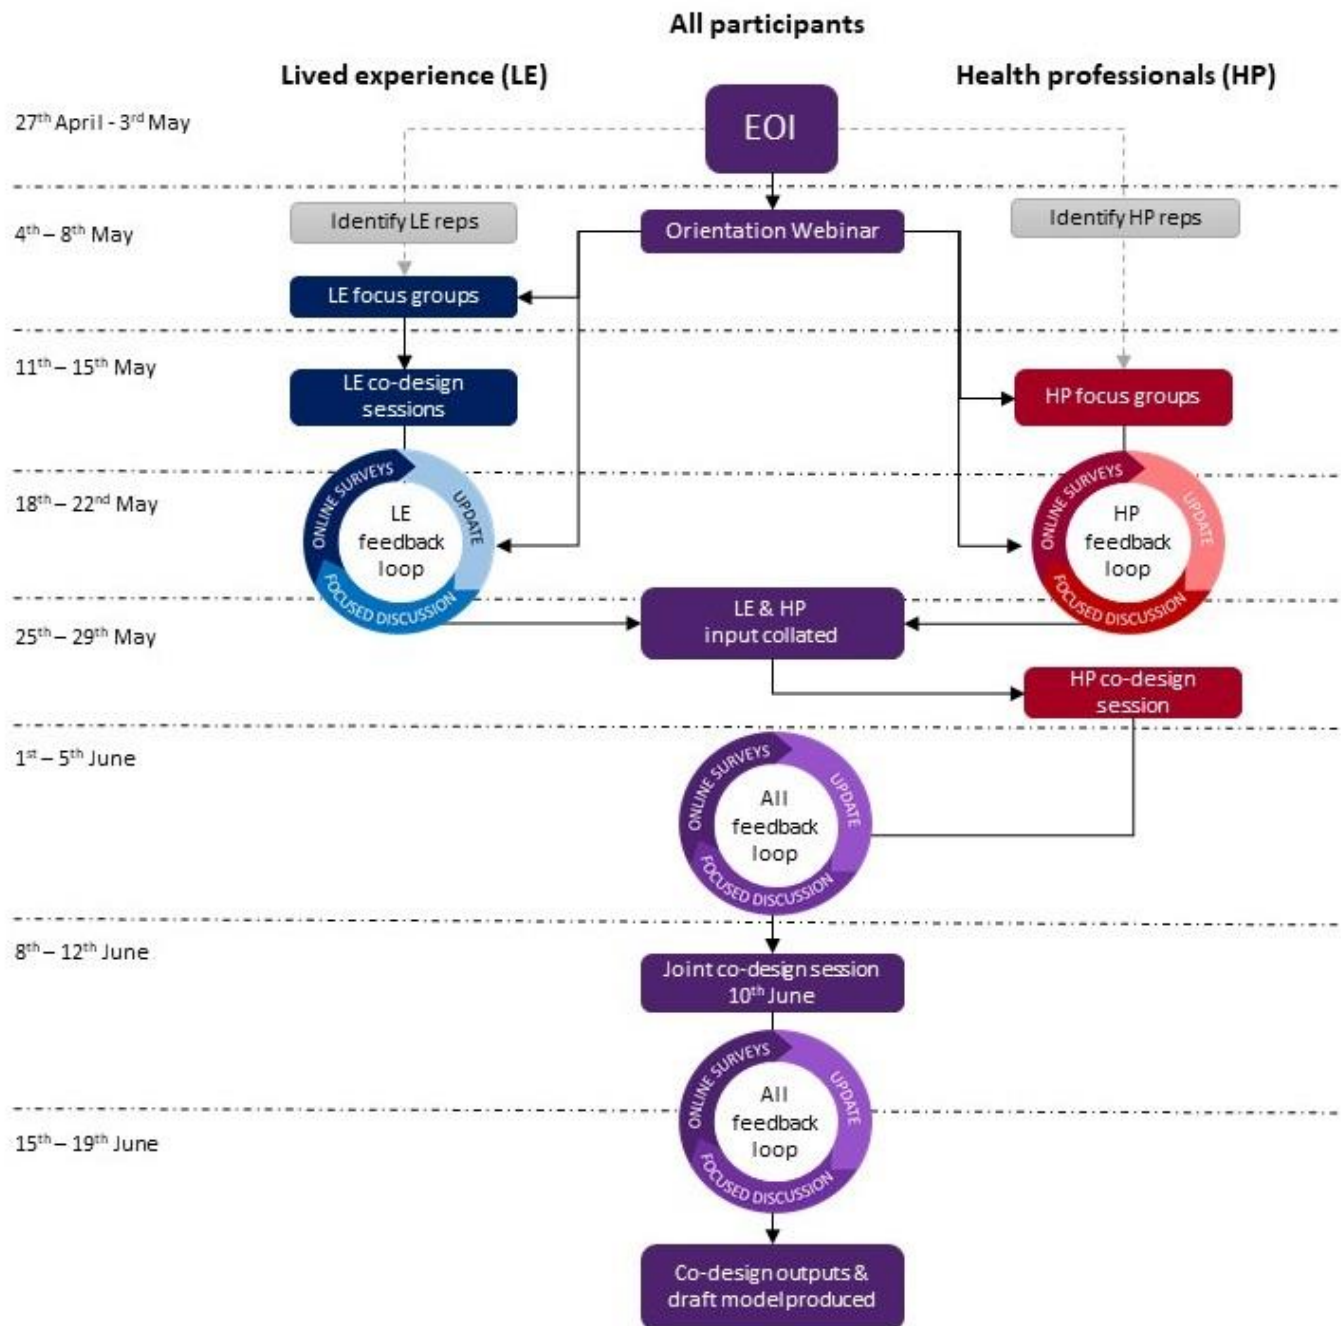 All participants
Lived experience (LE)
Health professionals (HP)
27th April - 3rd May
EOI
4th – 8th May
Identify LE reps
Orientation Webinar
Identify HP reps
LE focus groups
11th – 15th May
LE co-design
sessions
HP focus groups
18th – 22nd May
ONLINE SURVEYS
UPDATE
FOCUSED DISCUSSION
LE
feedback
loop
ONLINE SURVEYS
UPDATE
FOCUSED DISCUSSION
HP
feedback
loop
25th – 29th May
LE & HP
input collated
HP co-design
session
1st – 5th June
ONLINE SURVEYS
UPDATE
FOCUSED DISCUSSION
All
feedback
loop
8th – 12th June
Joint co-design session
10th June
ONLINE SURVEYS
UPDATE
FOCUSED DISCUSSION
All
feedback
loop
15th – 19th June
Co-design outputs &
draft model produced